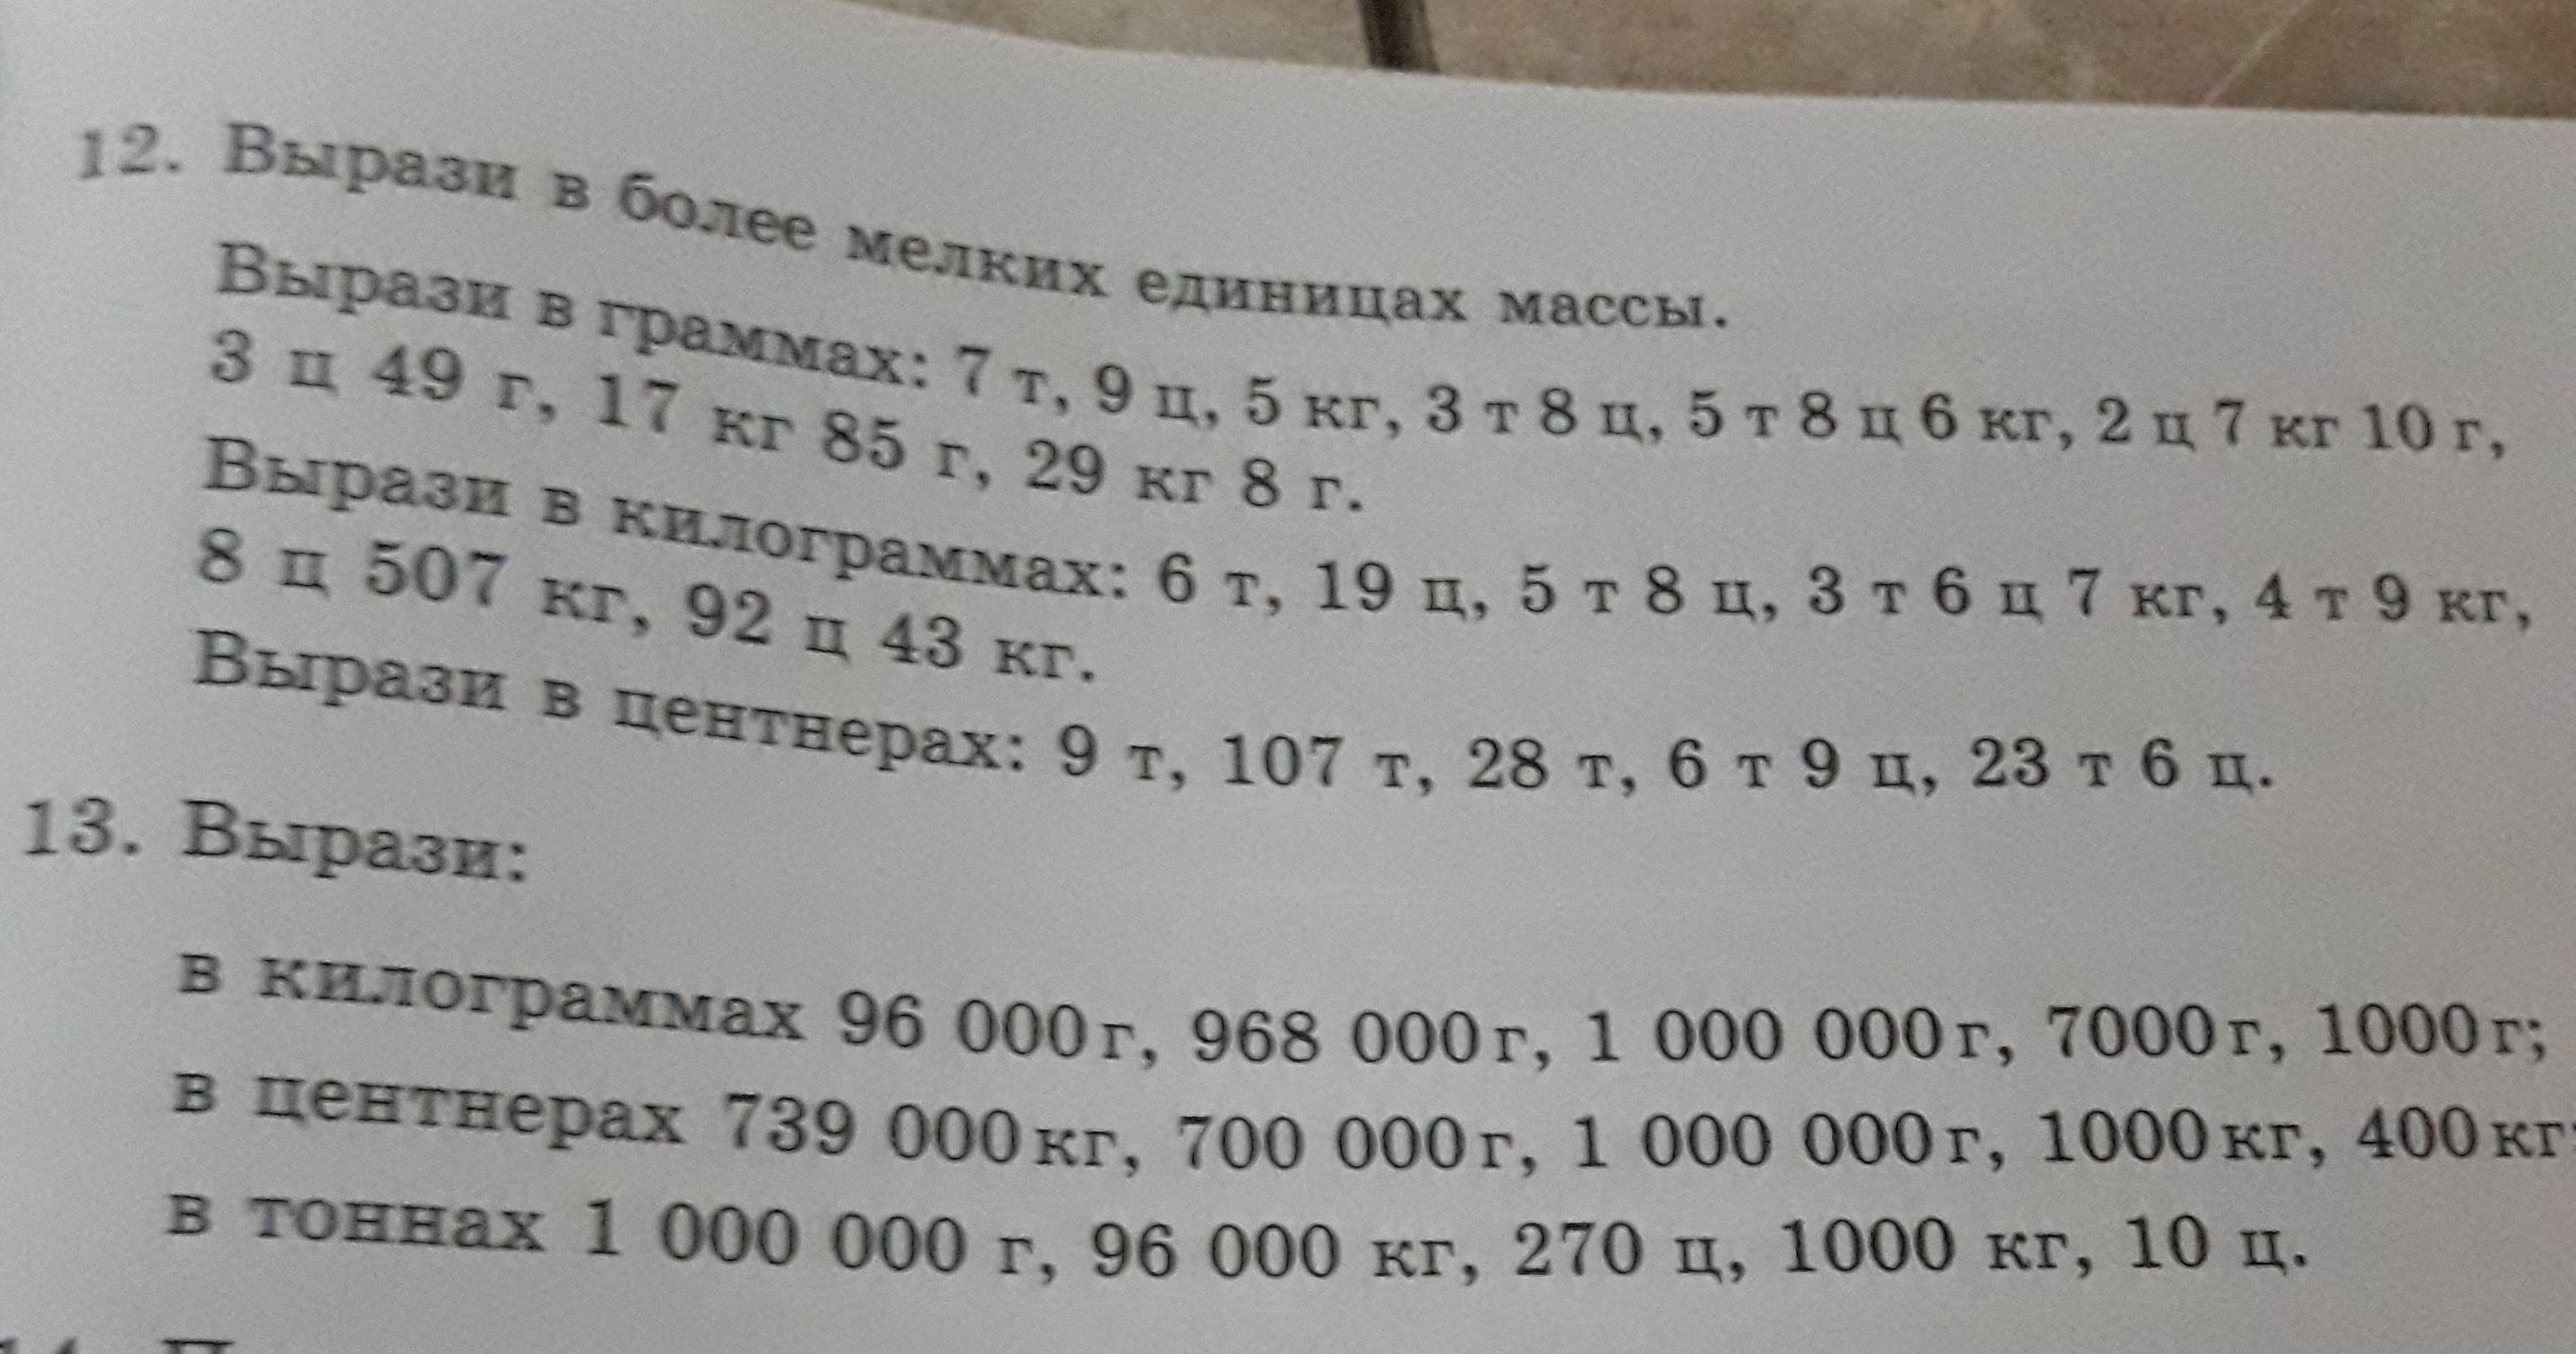 12. Вырази в более мелких единицах массы.
Вырази в граммах: 7 т, 9 ц, 5 кг, 3 т 8 ц, 5 т 8 ц 6 кг, 2 ц 7 кг 10 г,
3 ц 49 г, 17 кг 85 г, 29 кг 8 г.
Вырази в килограммах: 6 т, 19 ц, 5 т 8 ц, 3 т 6 ц 7 кг, 4 т 9 кг,
8 ц 507 кг, 92 ц 43 кг.
Вырази в центнерах: 9 т, 107 т, 28 т, 6 т 9 ц, 23 т 6 ц.
13. Вырази:
в килограммах 96 000 г, 968 000 г, 1 000 000 г, 7000 г, 1000 г;
в центнерах 739 000 кг, 700 000 г, 1 000 000 г, 1000 кг, 400 кг;
в тоннах 1 000 000 г, 96 000 кг, 270 ц, 1000 кг, 10 ц.